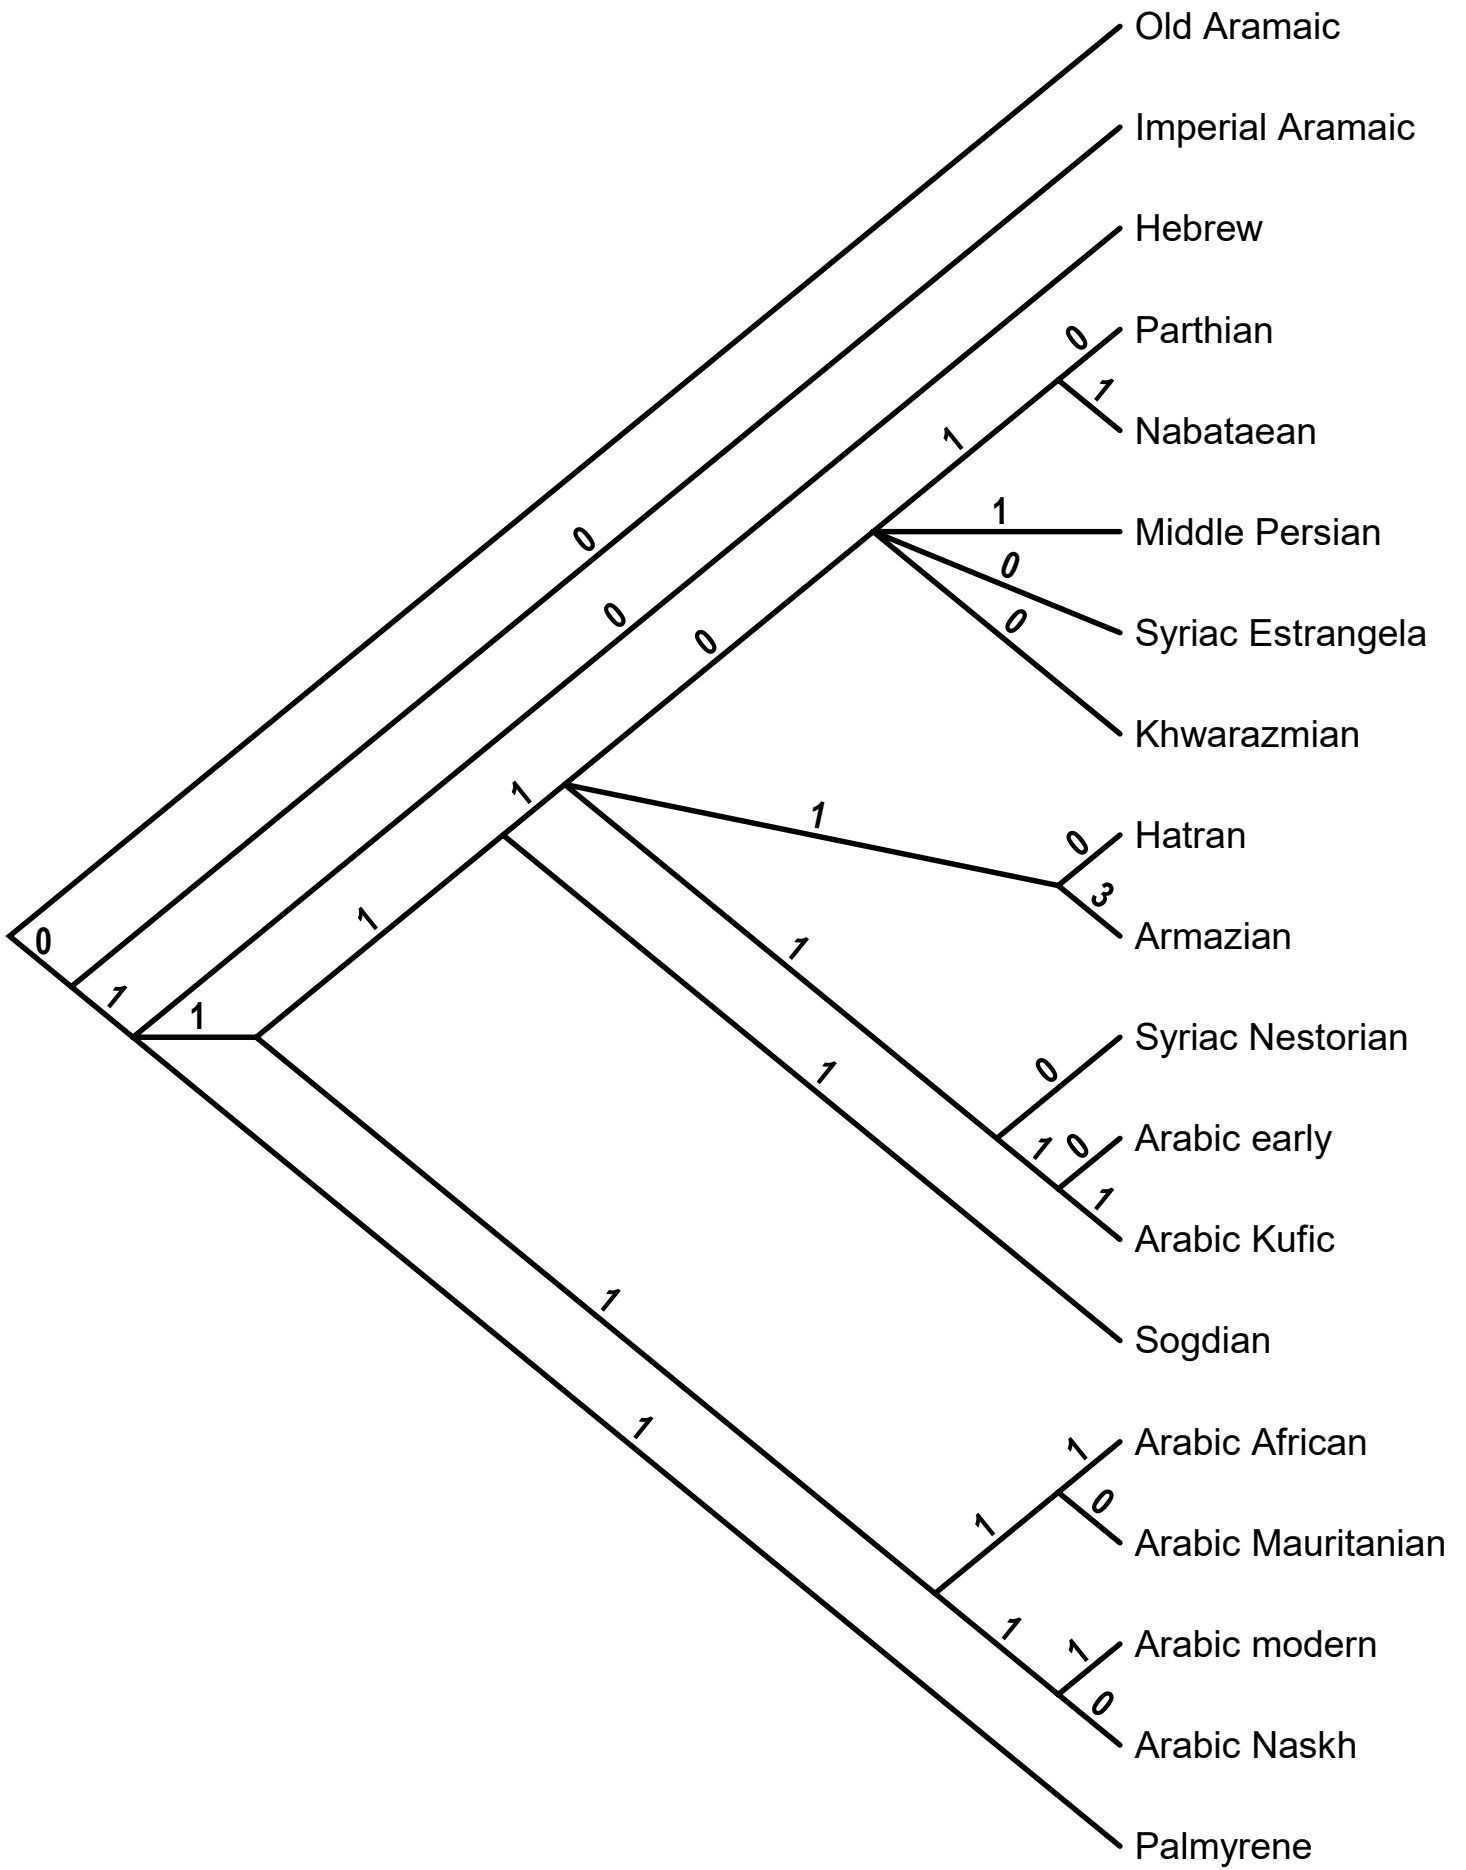 Old Aramaic
Imperial Aramaic
Hebrew
0
Parthian
1
Nabataean
1
1
Middle Persian
0
0
Syriac Estrangela
0
0
0
Khwarazmian
1
1
0
Hatran
3
1
Armazian
0
1
1
1
Syriac Nestorian
0
1
1
0
Arabic early
1
Arabic Kufic
1
Sogdian
1
1
Arabic African
0
1
Arabic Mauritanian
1
1
Arabic modern
0
Arabic Naskh
Palmyrene